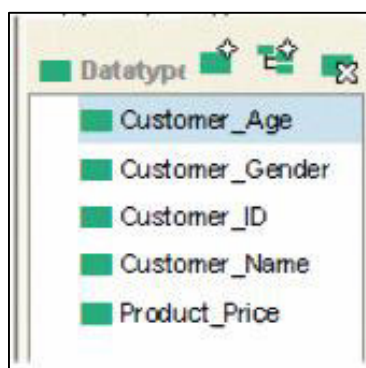 Datatype
Customer_Age
Customer_Gender
Customer_ID
Customer_Name
Product_Price